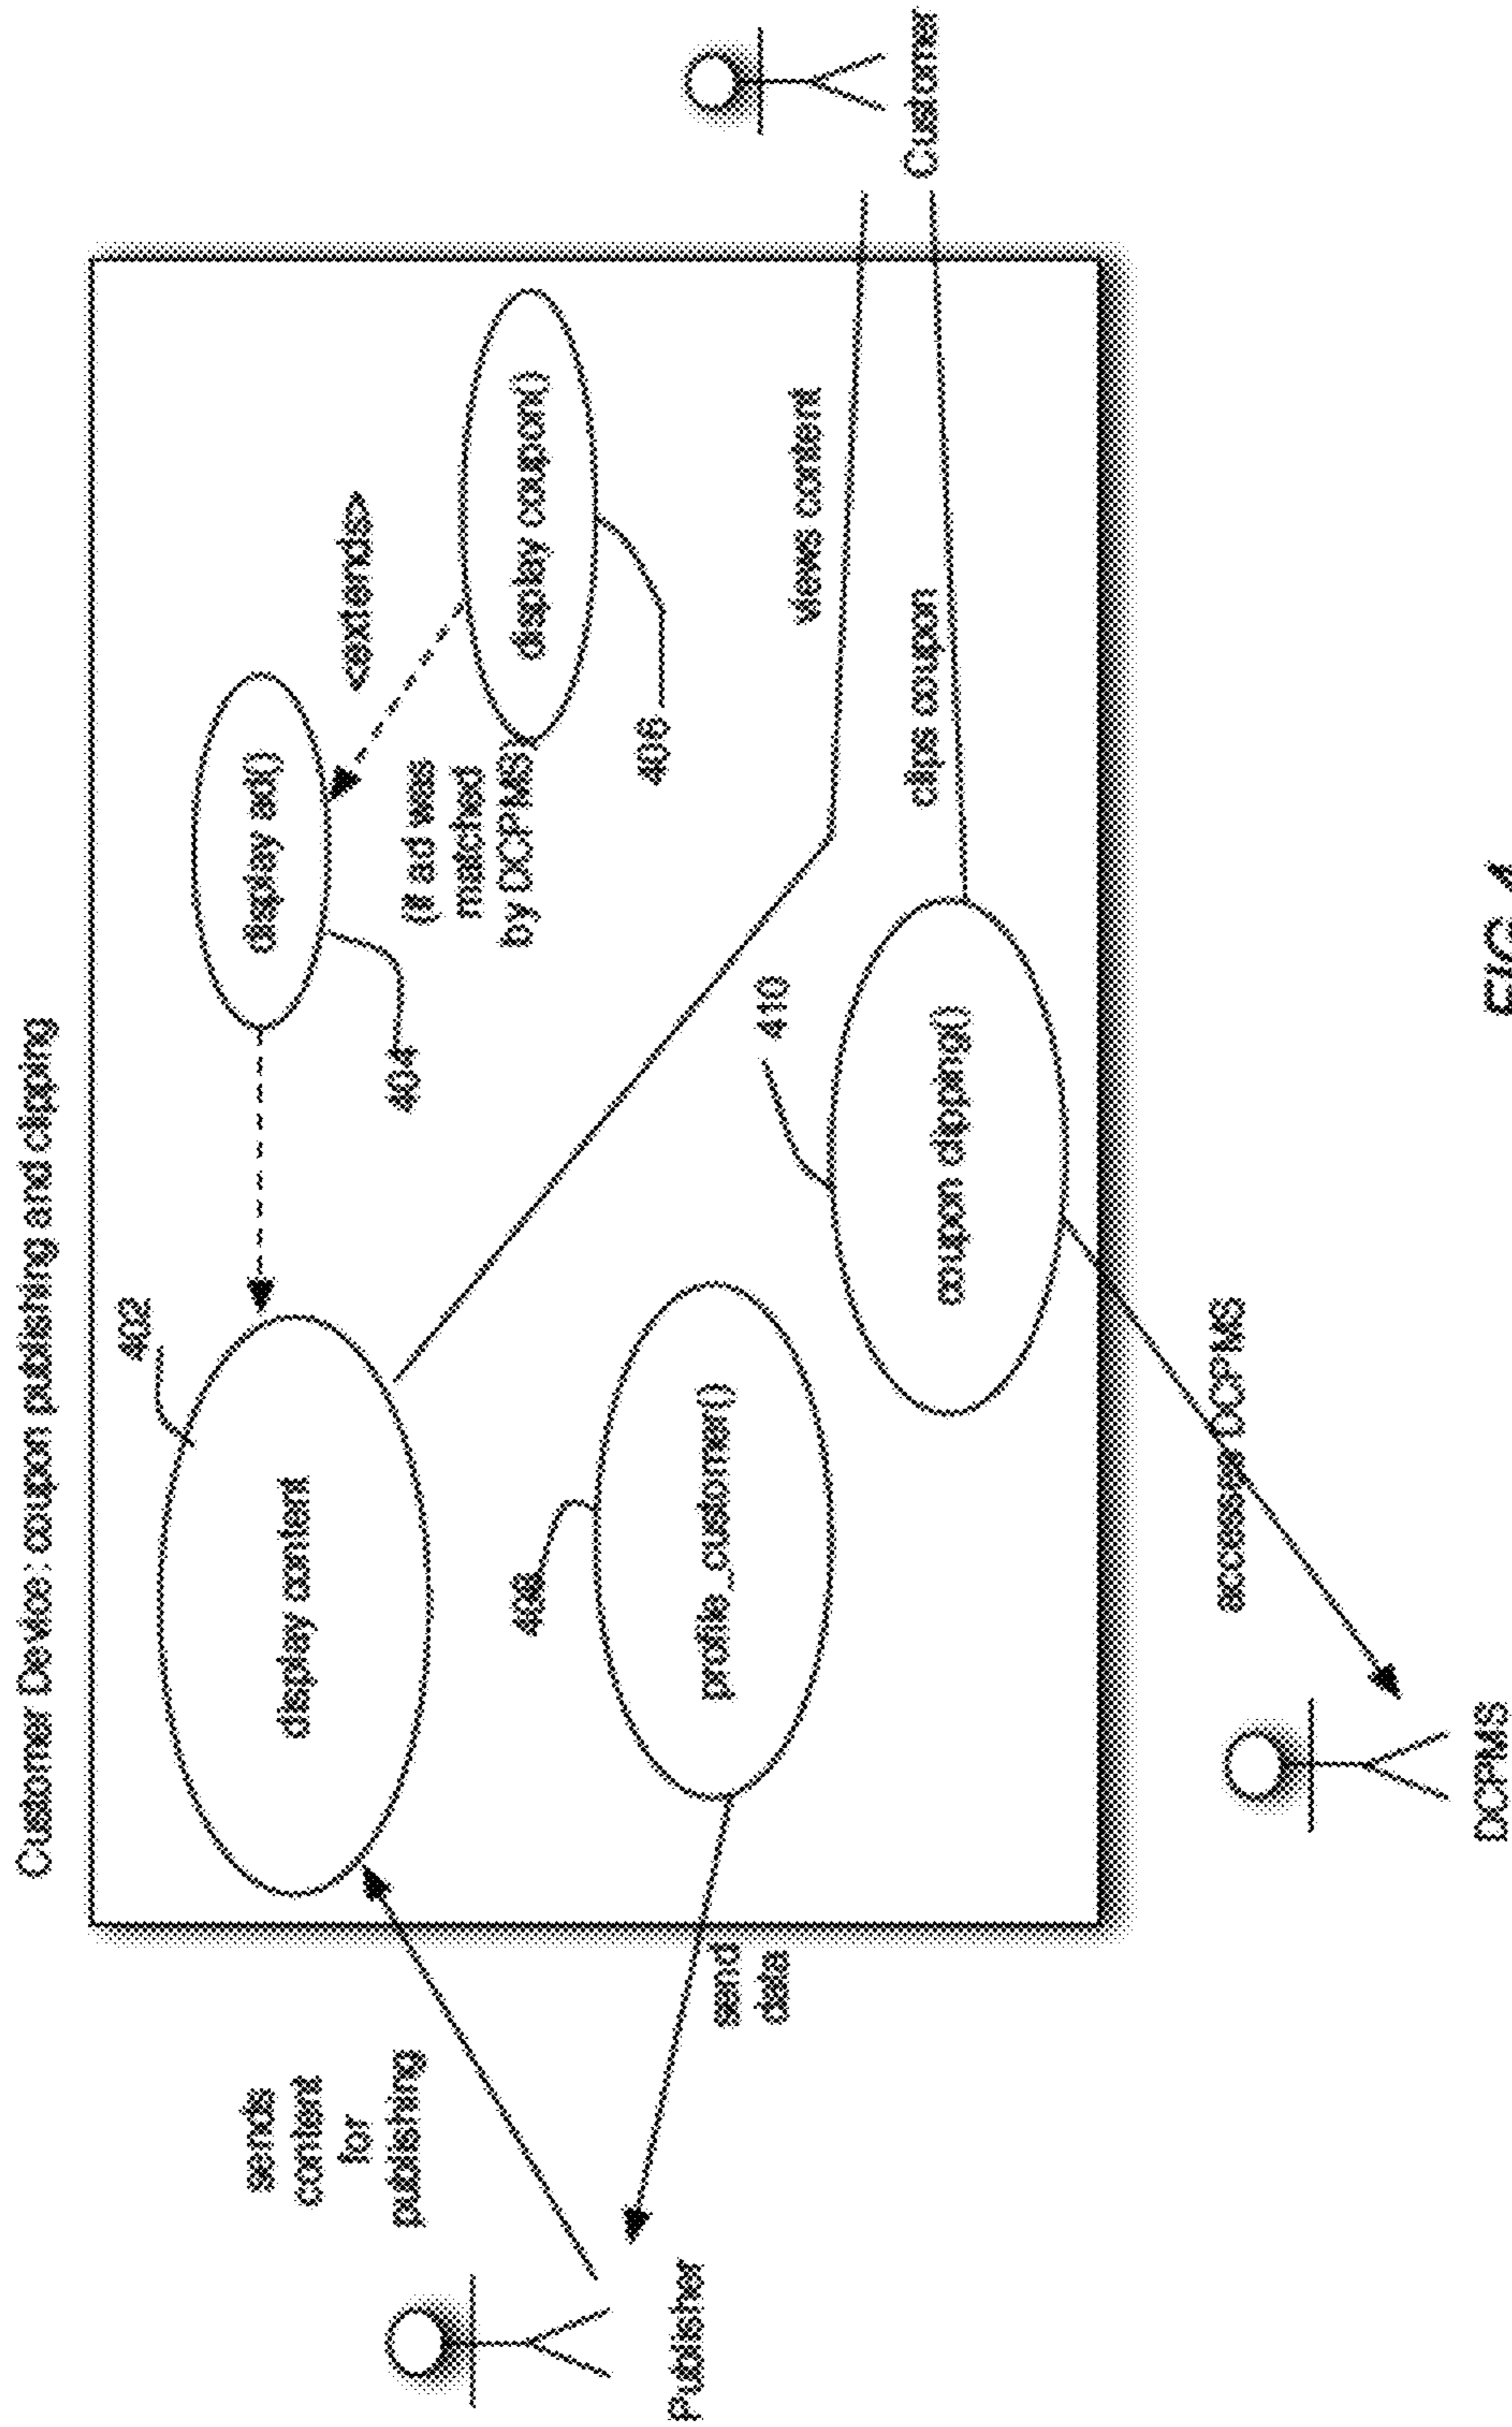 Customer Device: coupon publishing and clipping
402
display content
display ad()
404
<extends>
(if ad was
matched
by DCPMS)
display coupon()
406
sends
content
for
publishing
Publisher
send
data
408
profile_customer()
410
coupon clipping()
views content
clips coupon
Customer
access DCPMS
DCPMS
FIG. 4